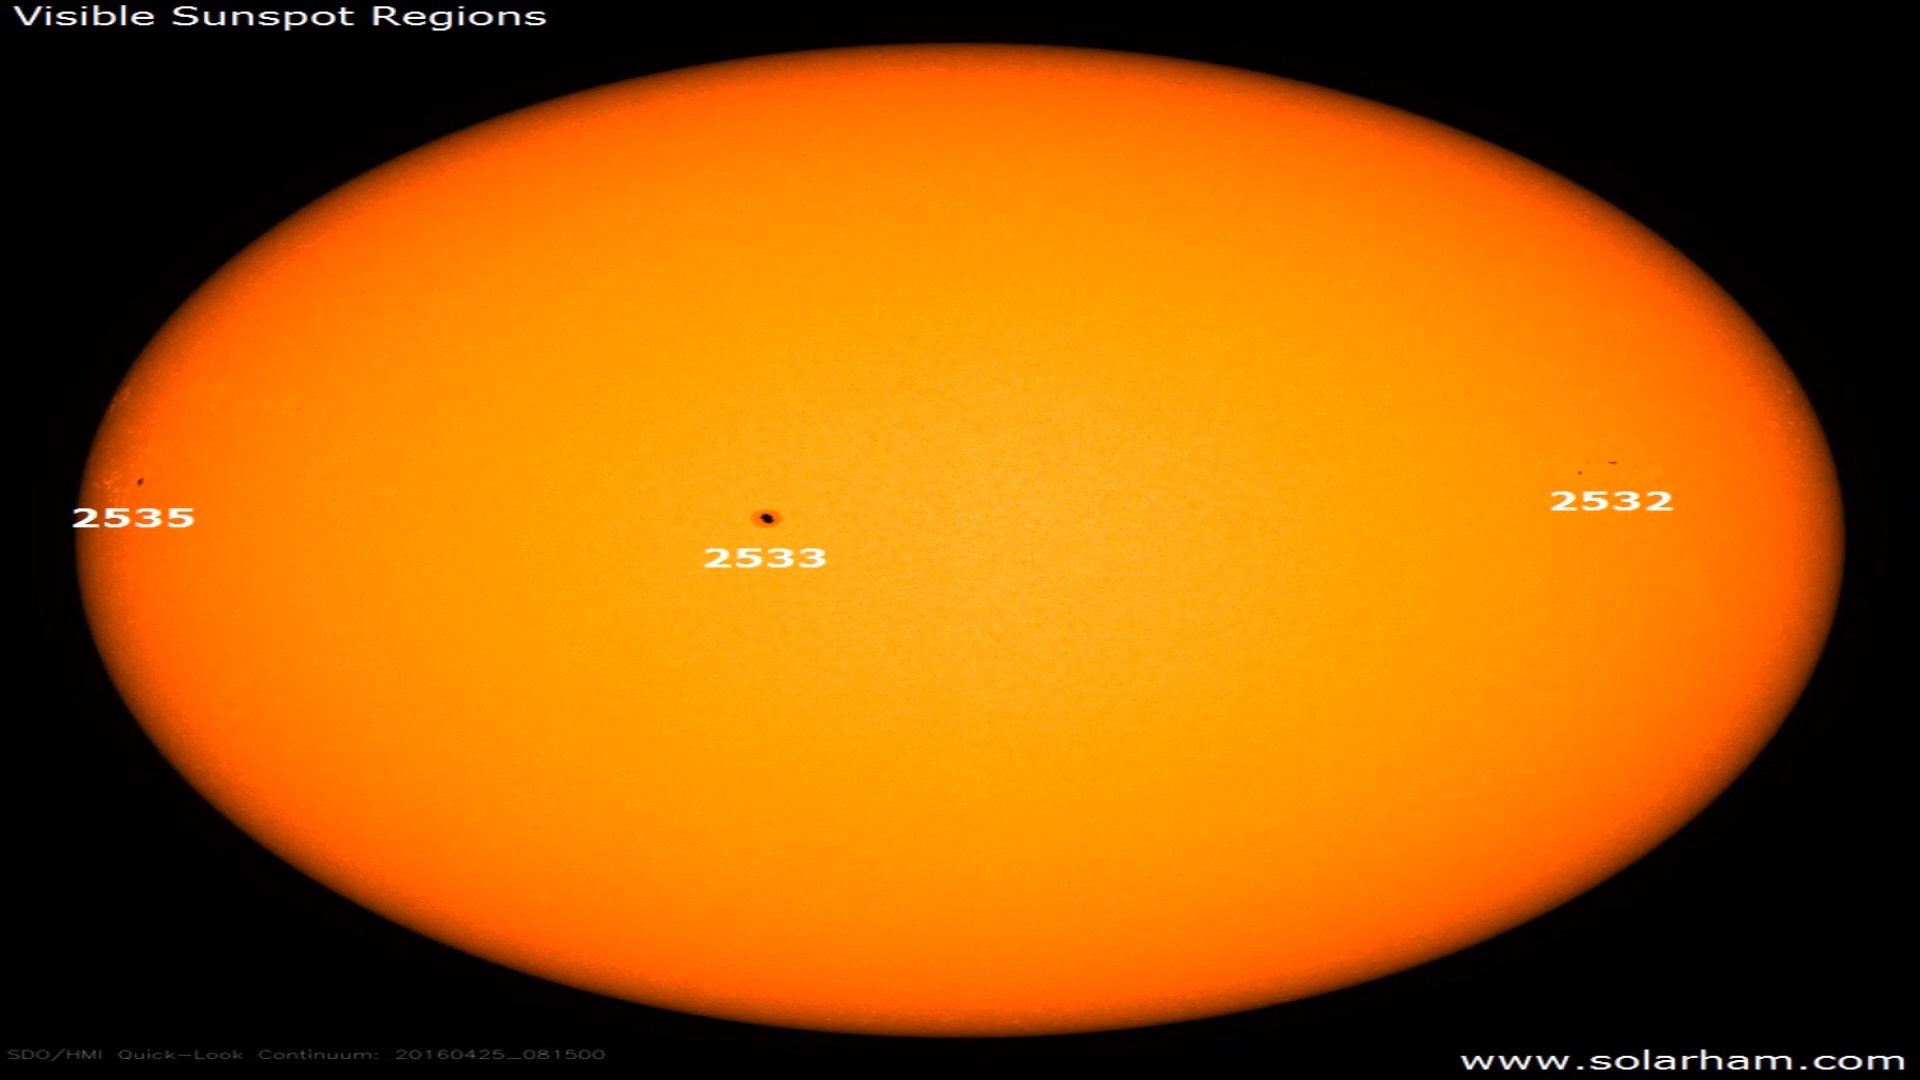 Visible Sunspot Regions
2532
2535
2533
SDO/HMI Quick-Look Continuum: 20160425_081500
www.solarham.com